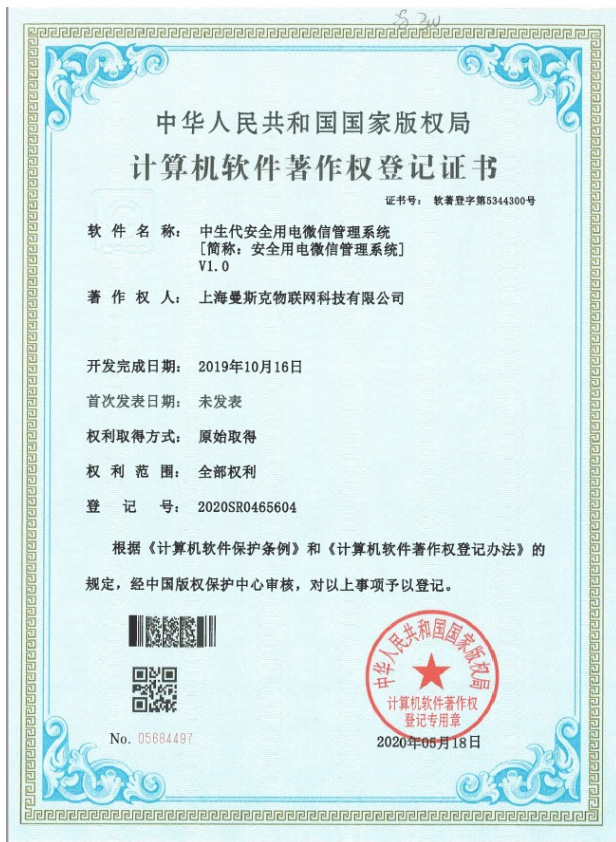 中华人民共和国国家版权局
计算机软件著作权登记证书
证书号： 软著登字第5344300号
软件名称： 中生代安全用电微信管理系统
[简称：安全用电微信管理系统]
V1.0
著作权人： 上海曼斯克物联网科技有限公司
开发完成日期： 2019年10月16日
首次发表日期： 未发表
权利取得方式： 原始取得
权利范围： 全部权利
登记号： 2020SR0465604
根据《计算机软件保护条例》和《计算机软件著作权登记办法》的
规定，经中国版权保护中心审核，对以上事项予以登记。
中华人民共和国国家版权局
计算机软件著作权
登记专用章
No. 05684497
2020年05月18日